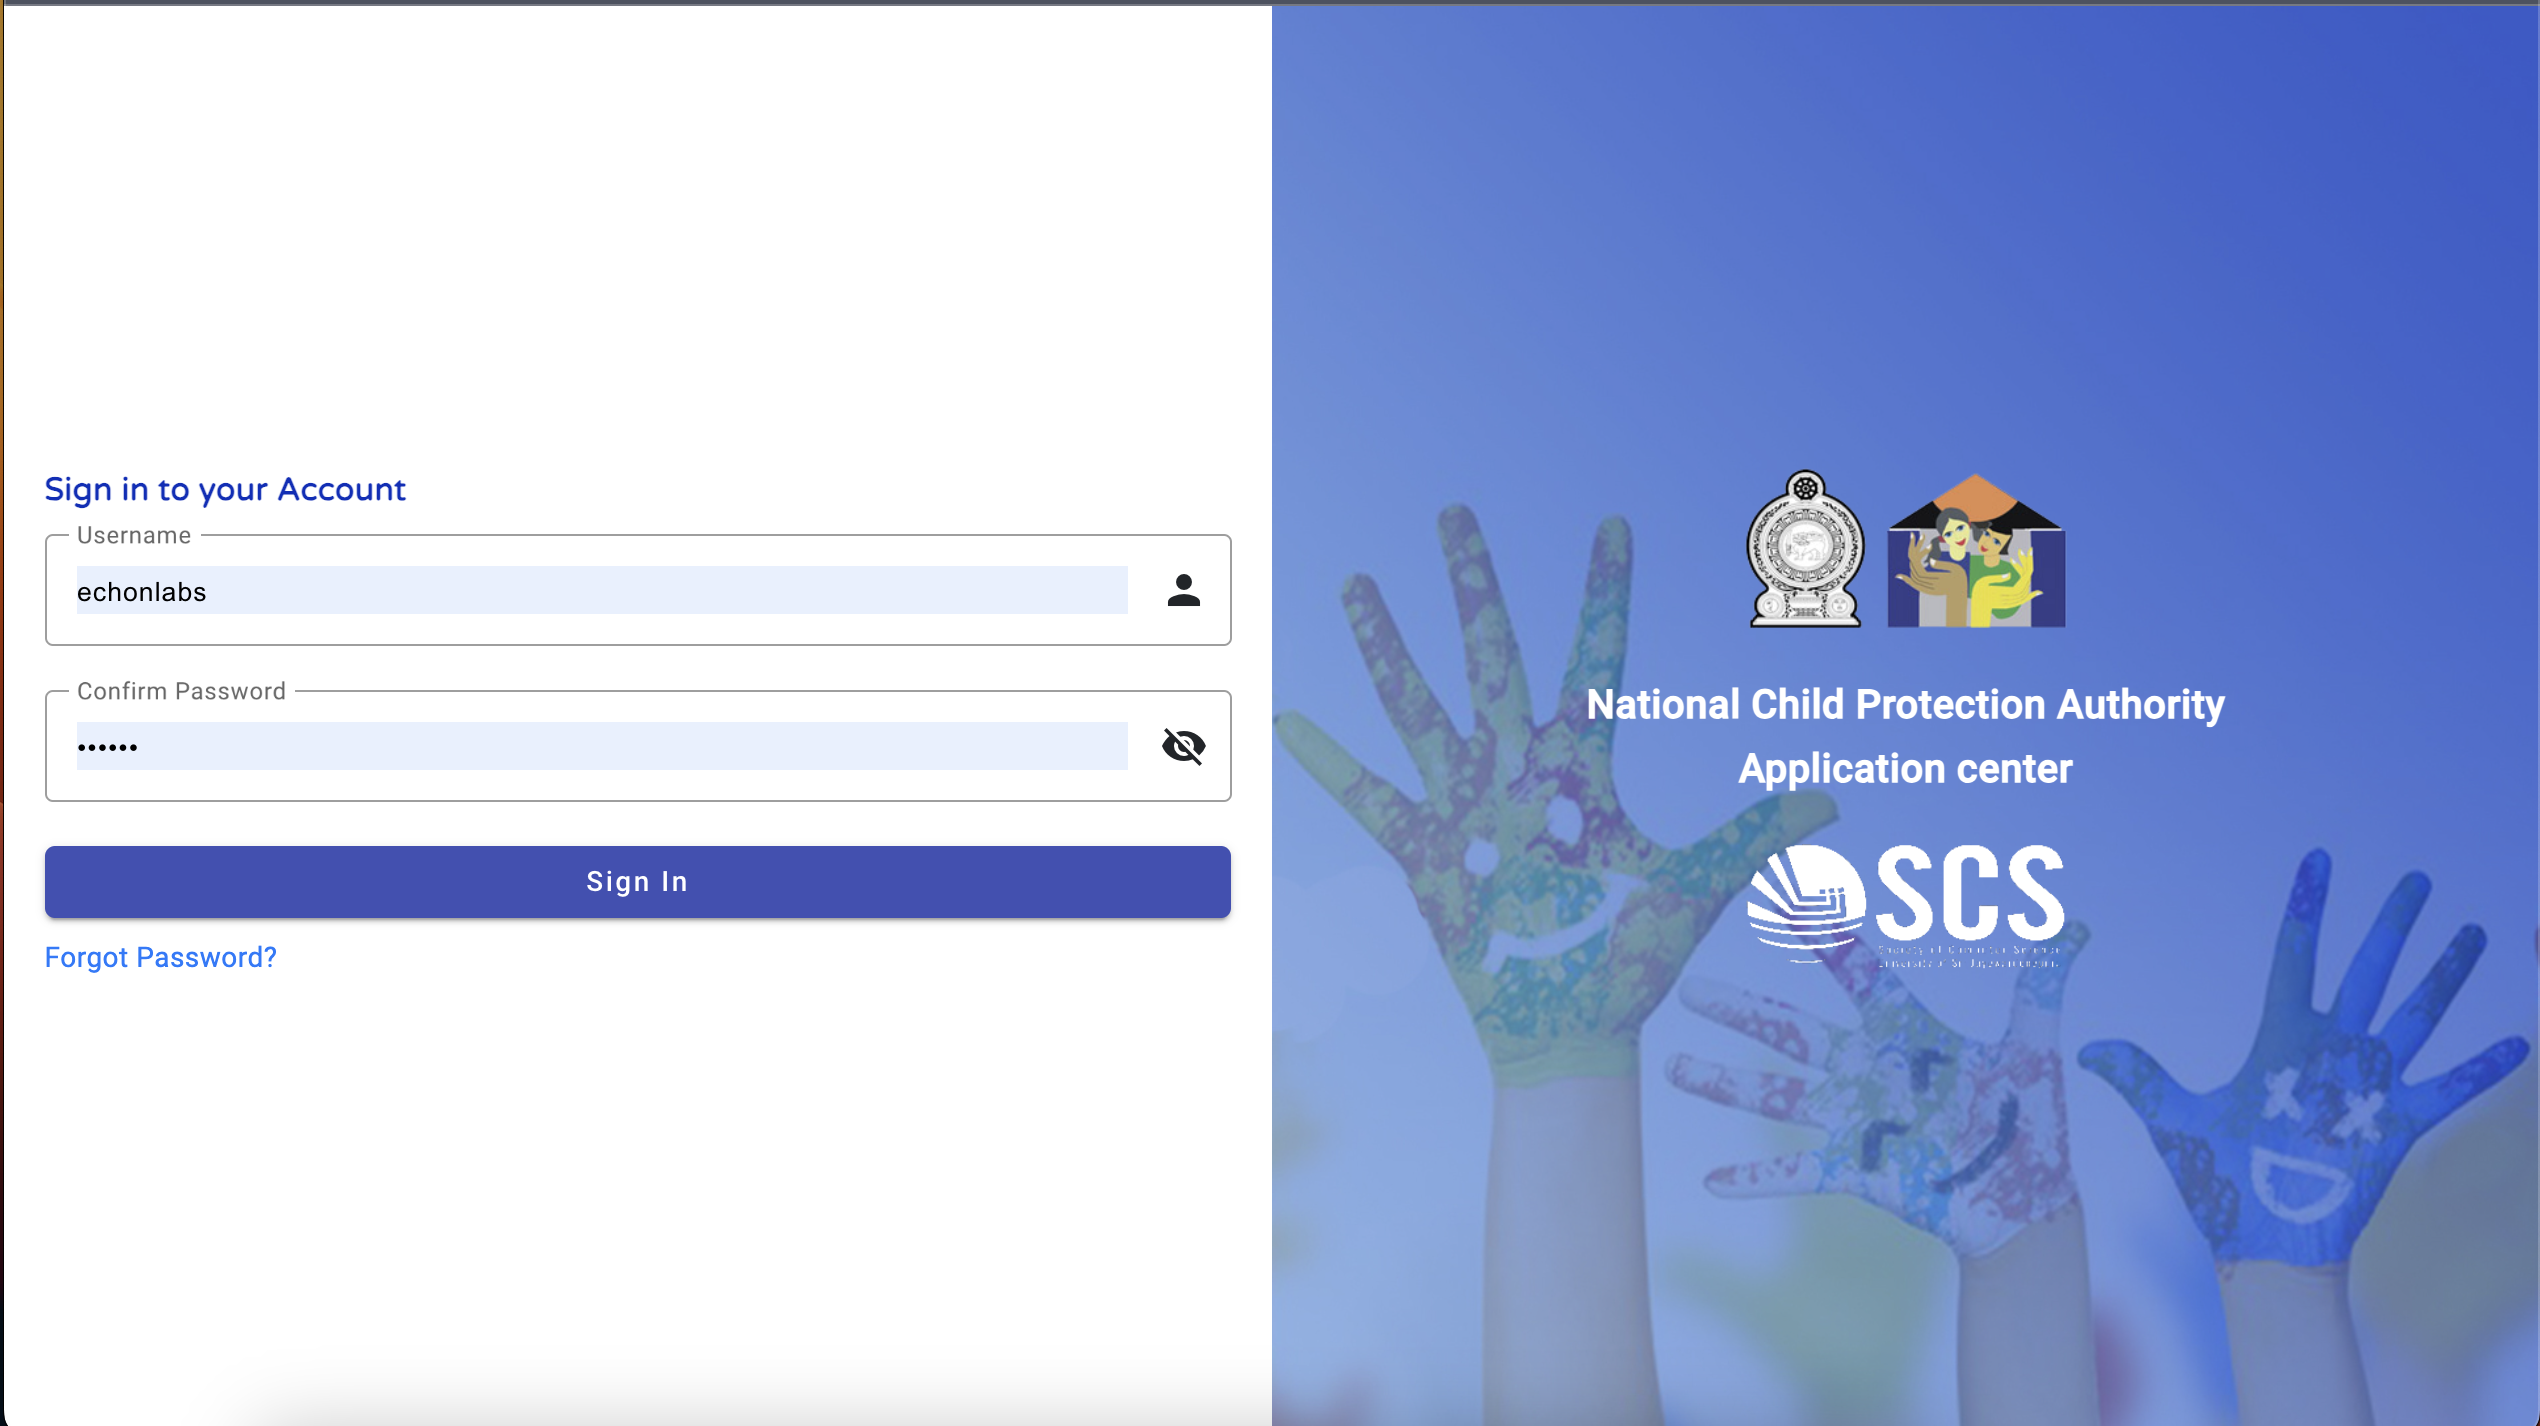 Sign in to your Account
Username
echonlabs
Confirm Password
••••••
Sign In
Forgot Password?
National Child Protection Authority
Application center
SCS